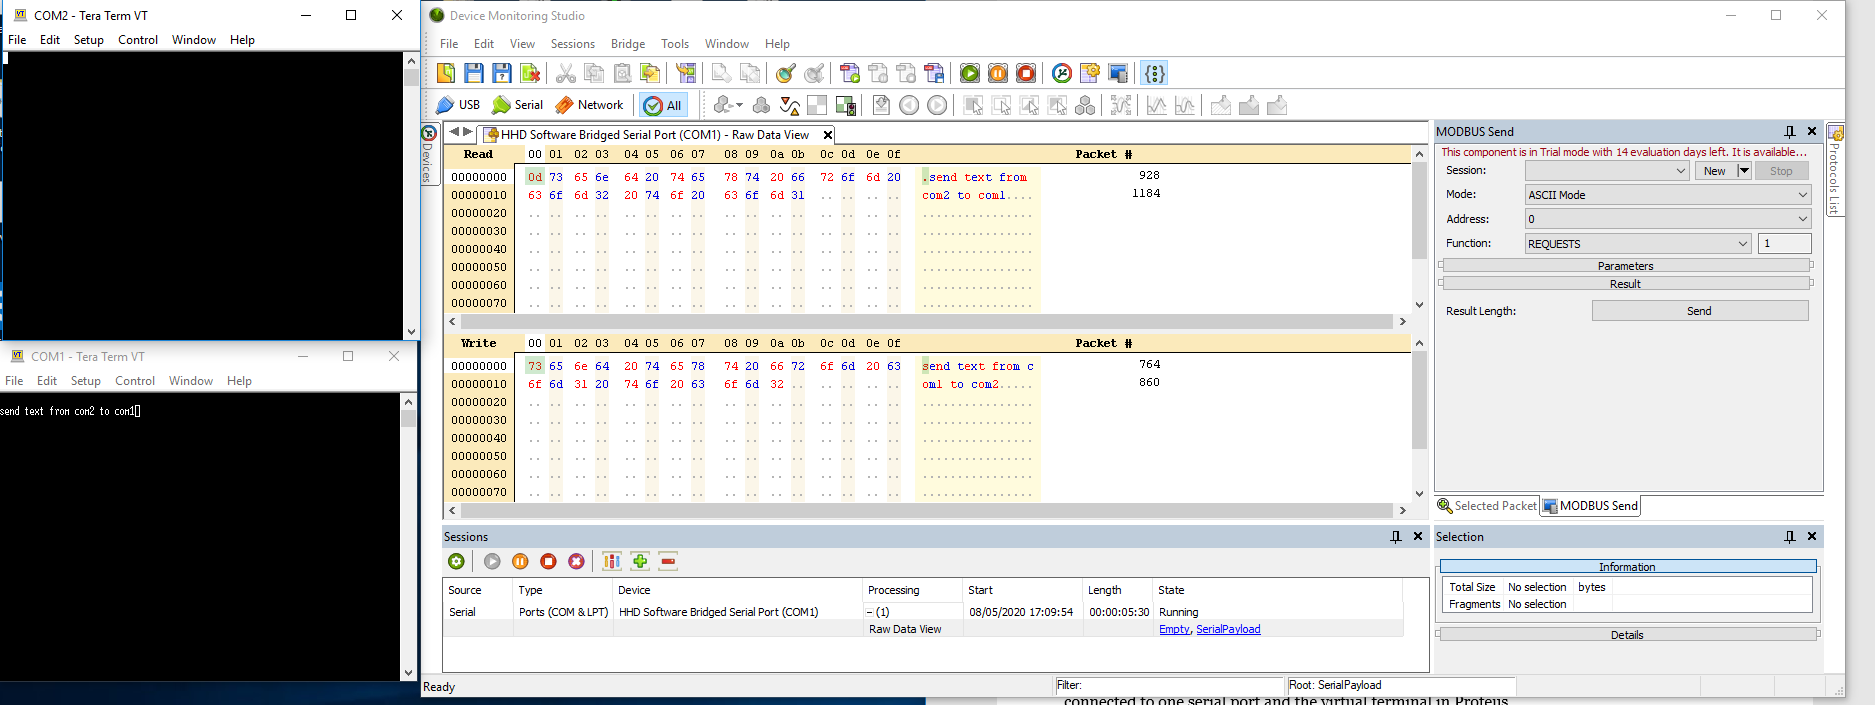 COM2 - Tera Term VT
File Edit Setup Control Window Help
COM1 - Tera Term VT
File Edit Setup Control Window Help
send text from com2 to com1
Device Monitoring Studio
File Edit View Sessions Bridge Tools Window Help
USB Serial Network All
Devices
HHD Software Bridged Serial Port (COM1) - Raw Data View
Read 00 01 02 03 04 05 06 07 08 09 0a 0b 0c 0d 0e 0f Packet #
00000000 0d 73 65 6e 64 20 74 65 78 74 20 66 72 6f 6d 20 .send text from 928
00000010 63 6f 6d 32 20 74 6f 20 63 6f 6d 31 .. .. .. .. com2 to com1.... 1184
00000020 .. .. .. .. .. .. .. .. .. .. .. .. .. .. .. .. ................
00000030 .. .. .. .. .. .. .. .. .. .. .. .. .. .. .. .. ................
00000040 .. .. .. .. .. .. .. .. .. .. .. .. .. .. .. .. ................
00000050 .. .. .. .. .. .. .. .. .. .. .. .. .. .. .. .. ................
00000060 .. .. .. .. .. .. .. .. .. .. .. .. .. .. .. .. ................
00000070 .. .. .. .. .. .. .. .. .. .. .. .. .. .. .. .. ................
Write 00 01 02 03 04 05 06 07 08 09 0a 0b 0c 0d 0e 0f Packet #
00000000 73 65 6e 64 20 74 65 78 74 20 66 72 6f 6d 20 63 send text from c 764
00000010 6f 6d 31 20 74 6f 20 63 6f 6d 32 .. .. .. .. .. om1 to com2..... 860
00000020 .. .. .. .. .. .. .. .. .. .. .. .. .. .. .. .. ................
00000030 .. .. .. .. .. .. .. .. .. .. .. .. .. .. .. .. ................
00000040 .. .. .. .. .. .. .. .. .. .. .. .. .. .. .. .. ................
00000050 .. .. .. .. .. .. .. .. .. .. .. .. .. .. .. .. ................
00000060 .. .. .. .. .. .. .. .. .. .. .. .. .. .. .. .. ................
00000070 .. .. .. .. .. .. .. .. .. .. .. .. .. .. .. .. ................
MODBUS Send
This component is in Trial mode with 14 evaluation days left. It is available...
Session: New Stop
Mode: ASCII Mode
Address: 0
Function: REQUESTS 1
Parameters
Result
Result Length: Send
Selected Packet MODBUS Send
Protocols List
Sessions
Source Type Device Processing Start Length State
Serial Ports (COM & LPT) HHD Software Bridged Serial Port (COM1) (1) 08/05/2020 17:09:54 00:00:05:30 Running
Raw Data View Empty, SerialPayload
Selection
Information
Total Size No selection bytes
Fragments No selection
Details
Ready Filter: Root: SerialPayload
connected to one serial port and the virtual terminal in Proteus